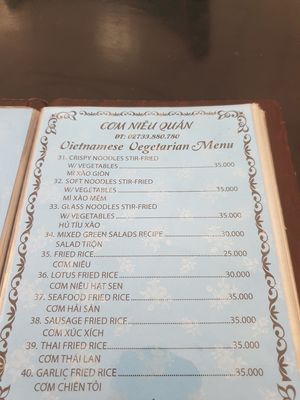 CƠM NIÊU QUÁN
ĐT: 02733.880.780
Vietnamese Vegetarian Menu
31. CRISPY NOODLES STIR-FRIED
W/ VEGETABLES 35.000
MÌ XÀO GIÒN
32. SOFT NOODLES STIR-FRIED
W/ VEGETABLES 35.000
MÌ XÀO MỀM
33. GLASS NOODLES STIR-FRIED
W/ VEGETABLES 35.000
HỦ TÍU XÀO
34. MIXED GREEN SALADS RECIPE 30.000
SALAD TRỘN
35. FRIED RICE 25.000
CƠM NIÊU
36. LOTUS FRIED RICE 30.000
CƠM NIÊU HẠT SEN
37. SEAFOOD FRIED RICE 35.000
CƠM HẢI SẢN
38. SAUSAGE FRIED RICE 35.000
CƠM XÚC XÍCH
39. THAI FRIED RICE 35.000
CƠM THÁI LAN
40. GARLIC FRIED RICE 35.000
CƠM CHIÊN TỎI